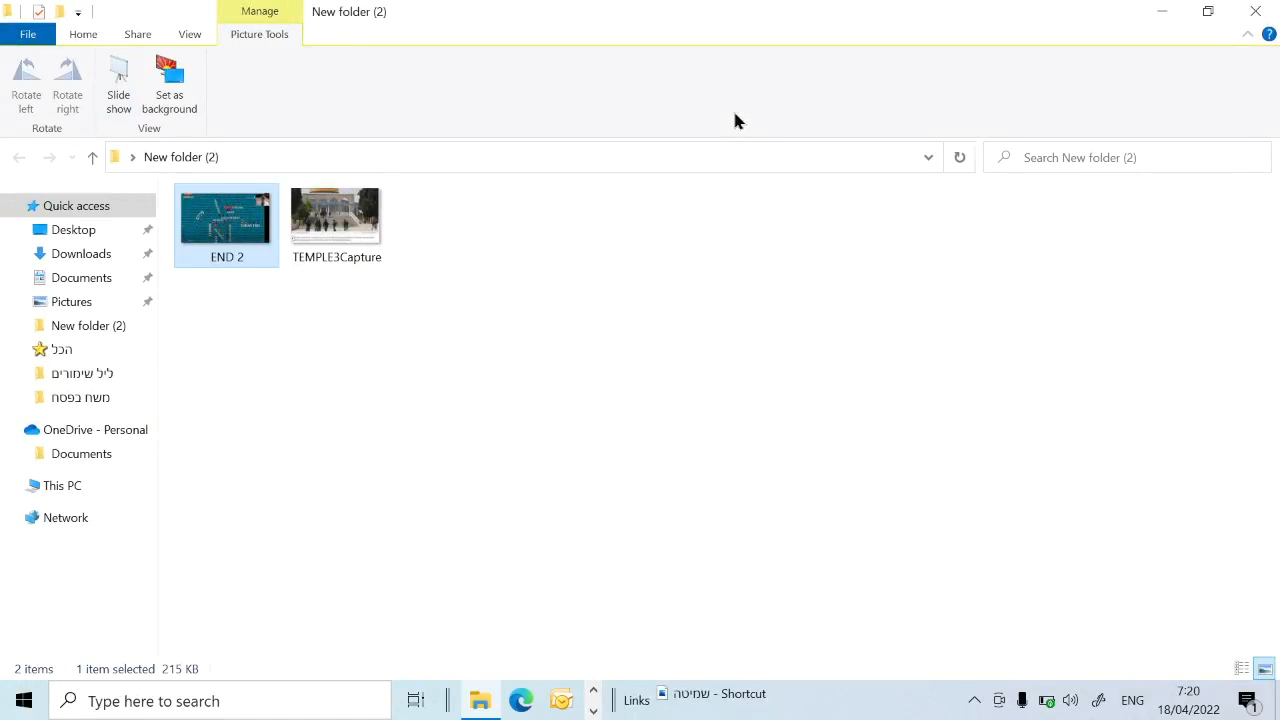 Manage
New folder (2)
File
Home
Share
View
Picture Tools
Rotate left
Rotate right
Slide show
Set as background
Rotate
View
New folder (2)
Search New folder (2)
Quick access
Desktop
Downloads
Documents
Pictures
New folder (2)
הכל
ליל שימורים
משח בפסח
OneDrive - Personal
Documents
This PC
Network
END 2
TEMPLE3Capture
2 items
1 item selected
215 KB
Type here to search
Links
שמיטה - Shortcut
ENG
7:20
18/04/2022
1